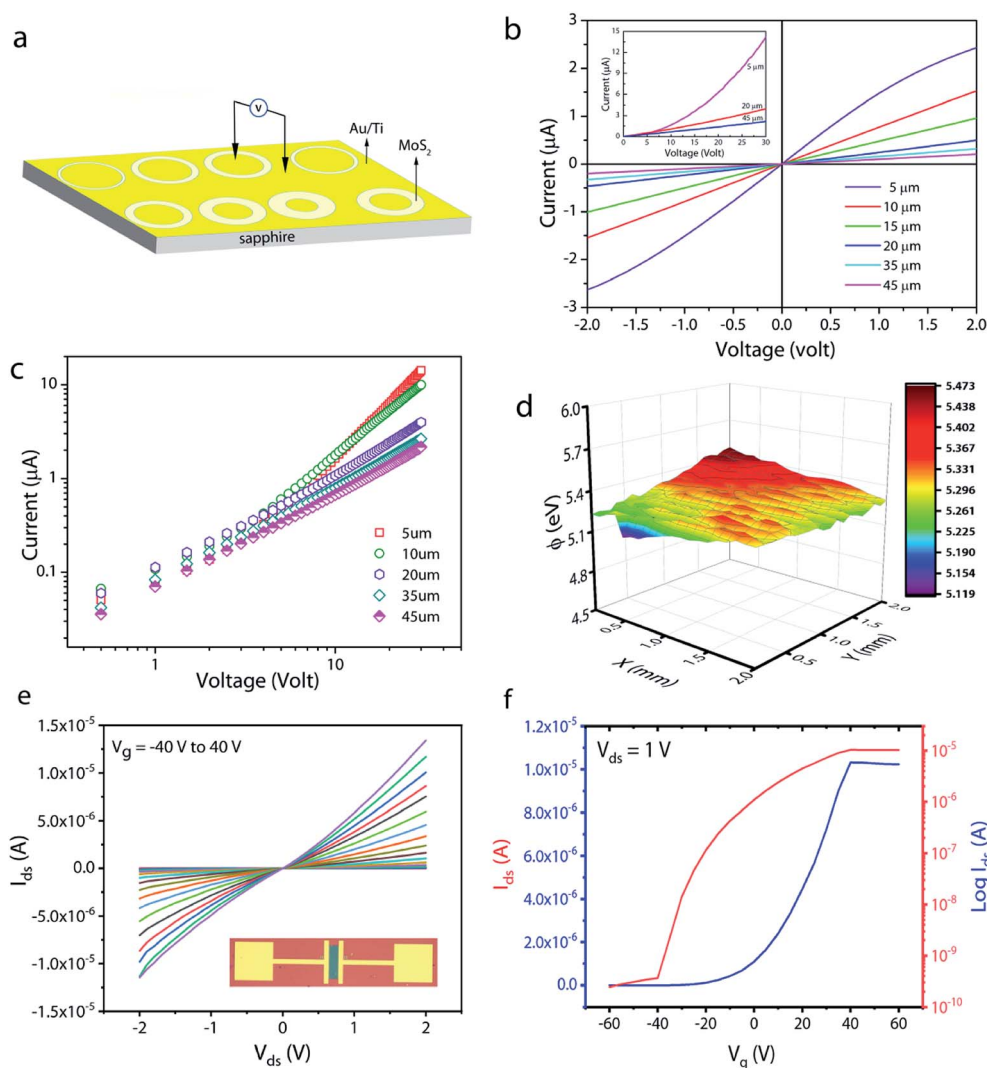 a
V
Au/Ti
MoS2
sapphire
b
Current (μA)
3
2
1
0
-1
-2
-3
-2.0 -1.5 -1.0 -0.5 0.0 0.5 1.0 1.5 2.0
Voltage (volt)
5 μm
10 μm
15 μm
20 μm
35 μm
45 μm
Current (μA)
15
12
9
6
3
0
0 5 10 15 20 25 30
Voltage (Volt)
5 μm
20 μm
45 μm
c
Current (μA)
10
1
0.1
1 10
Voltage (Volt)
5um
10um
20um
35um
45um
d
ϕ (eV)
6.0
5.7
5.4
5.1
4.8
4.5
0.5
1.0
1.5
2.0
X (mm)
0.5
1.0
1.5
2.0
Y (mm)
5.473
5.438
5.402
5.367
5.331
5.296
5.261
5.225
5.190
5.154
5.119
e
Vg = -40 V to 40 V
Ids (A)
1.5x10-5
1.0x10-5
5.0x10-6
0.0
-5.0x10-6
-1.0x10-5
-1.5x10-5
-2 -1 0 1 2
Vds (V)
f
Vds = 1 V
Ids (A)
1.2x10-5
1.0x10-5
8.0x10-6
6.0x10-6
4.0x10-6
2.0x10-6
0.0
-60 -40 -20 0 20 40 60
Vg (V)
10-5
10-6
10-7
10-8
10-9
10-10
Log Ids (A)